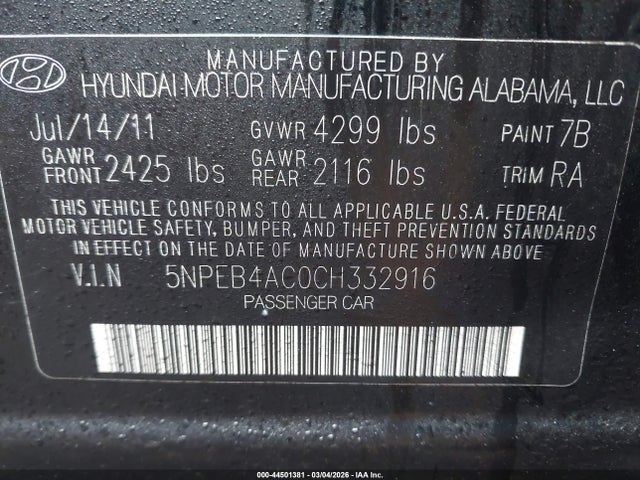 MANUFACTURED BY
HYUNDAI MOTOR MANUFACTURING ALABAMA, LLC
Jul/14/11 GVWR 4299 lbs PAINT 7B
GAWR FRONT 2425 lbs GAWR REAR 2116 lbs TRIM RA
THIS VEHICLE CONFORMS TO ALL APPLICABLE U.S.A. FEDERAL
MOTOR VEHICLE SAFETY, BUMPER, AND THEFT PREVENTION STANDARDS
IN EFFECT ON THE DATE OF MANUFACTURE SHOWN ABOVE.
V.I.N 5NPEB4AC0CH332916
PASSENGER CAR
000-44501381 - 03/04/2026 - IAA Inc.